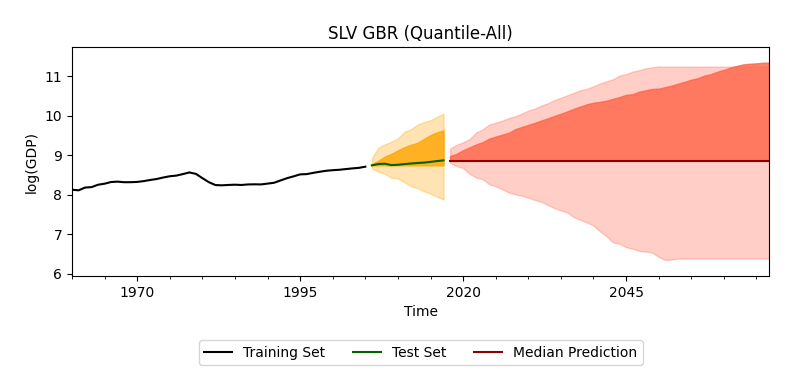 SLV GBR (Quantile-All)
11
10
9
8
7
6
log(GDP)
1970
1995
2020
2045
Time
Training Set
Test Set
Median Prediction